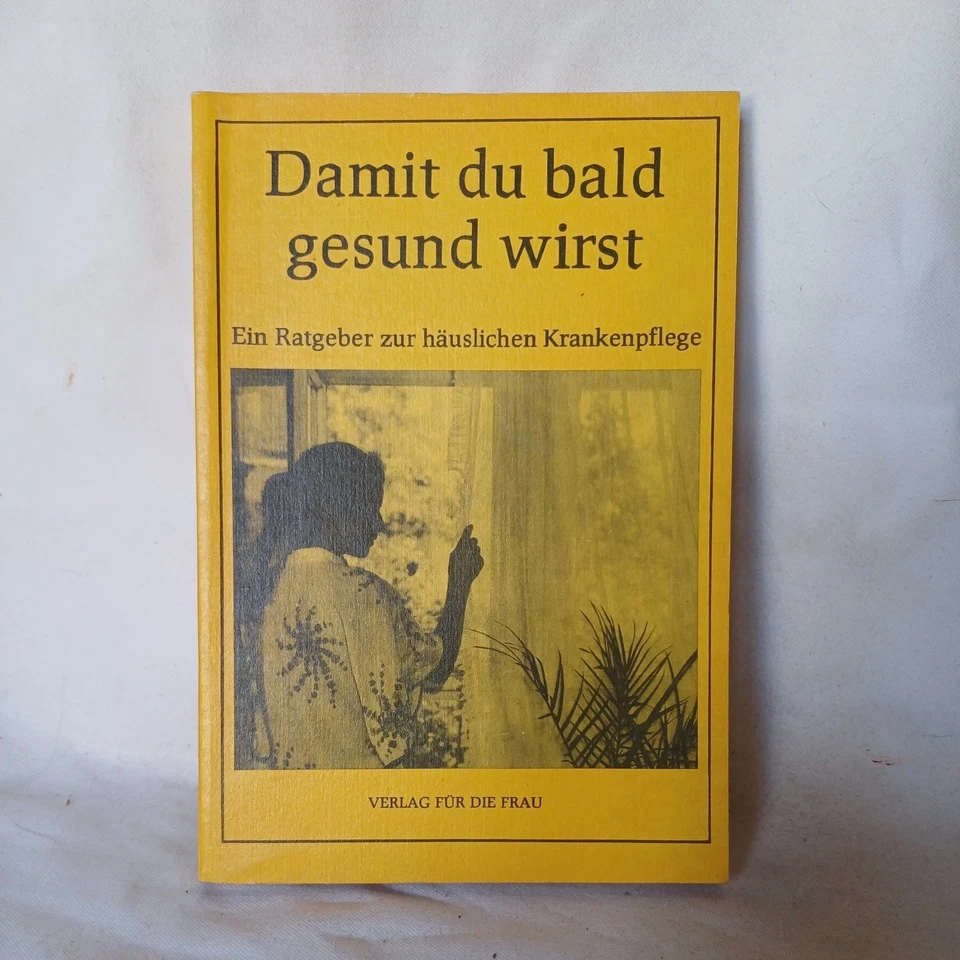 Damit du bald
gesund wirst
Ein Ratgeber zur häuslichen Krankenpflege
VERLAG FÜR DIE FRAU